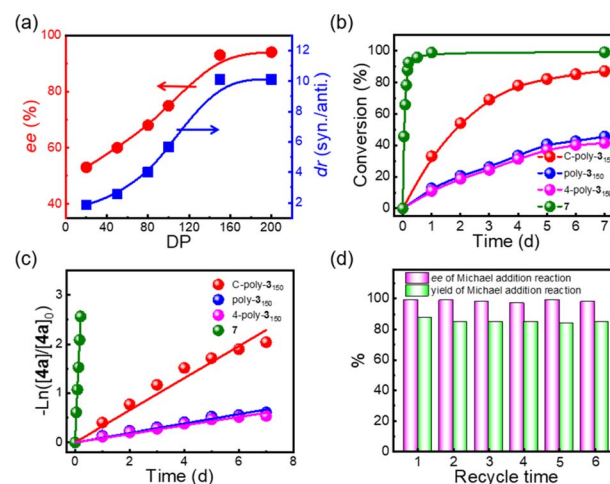 (a)
100
80
60
40
ee (%)
12
10
8
6
4
2
dr (syn./anti.)
0 40 80 120 160 200
DP
(b)
100
80
60
40
20
0
Conversion (%)
C-poly-3₁₅₀
poly-3₁₅₀
4-poly-3₁₅₀
7
0 1 2 3 4 5 6 7
Time (d)
(c)
3
2
1
0
-Ln([4a]/[4a]₀)
C-poly-3₁₅₀
poly-3₁₅₀
4-poly-3₁₅₀
7
0 2 4 6 8
Time (d)
(d)
100
80
60
40
20
0
%
ee of Michael addition reaction
yield of Michael addition reaction
1 2 3 4 5 6
Recycle time